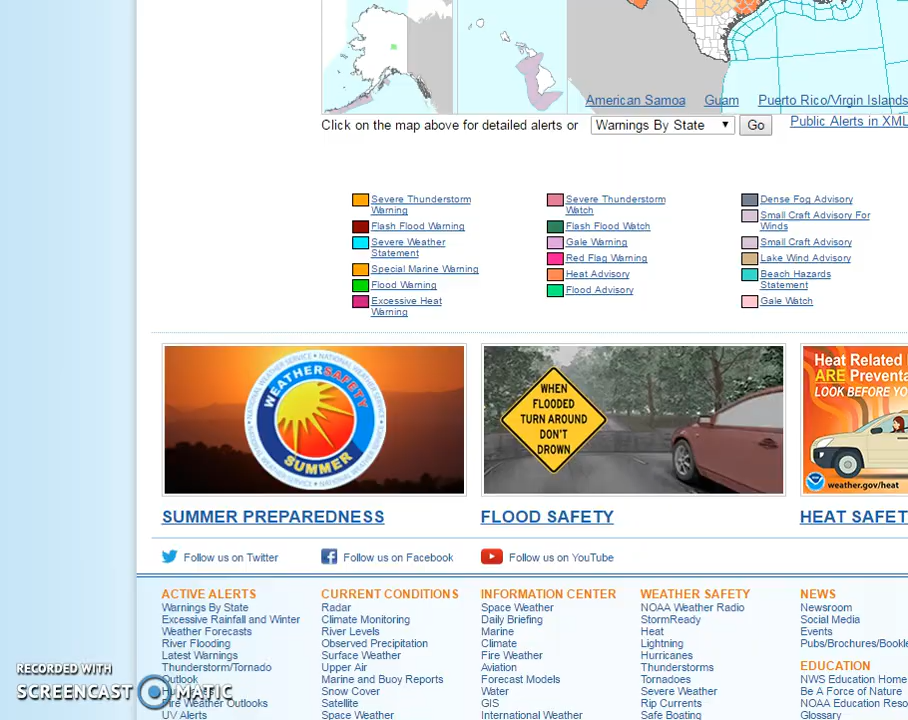 American Samoa Guam Puerto Rico/Virgin Islands
Click on the map above for detailed alerts or Warnings By State Go Public Alerts in XML
Severe Thunderstorm
Warning
Flash Flood Warning
Severe Weather
Statement
Special Marine Warning
Flood Warning
Excessive Heat
Warning
Severe Thunderstorm
Watch
Flash Flood Watch
Gale Warning
Red Flag Warning
Heat Advisory
Flood Advisory
Dense Fog Advisory
Small Craft Advisory For
Winds
Small Craft Advisory
Lake Wind Advisory
Beach Hazards
Statement
Gale Watch
NATIONAL WEATHER SERVICE
WEATHERSAFETY
SUMMER
NATIONAL WEATHER SERVICE
WHEN
FLOODED
TURN AROUND
DON'T
DROWN
Heat Related
ARE Preventa
LOOK BEFORE YO
weather.gov/heat
SUMMER PREPAREDNESS
FLOOD SAFETY
HEAT SAFET
Follow us on Twitter
Follow us on Facebook
Follow us on YouTube
ACTIVE ALERTS
Warnings By State
Excessive Rainfall and Winter
Weather Forecasts
River Flooding
Latest Warnings
Thunderstorm/Tornado
Outlook
Fire Weather Outlooks
UV Alerts
CURRENT CONDITIONS
Radar
Climate Monitoring
River Levels
Observed Precipitation
Surface Weather
Upper Air
Marine and Buoy Reports
Snow Cover
Satellite
Space Weather
INFORMATION CENTER
Space Weather
Daily Briefing
Marine
Climate
Fire Weather
Aviation
Forecast Models
Water
GIS
International Weather
WEATHER SAFETY
NOAA Weather Radio
StormReady
Heat
Lightning
Hurricanes
Thunderstorms
Tornadoes
Severe Weather
Rip Currents
Safe Boating
NEWS
Newsroom
Social Media
Events
Pubs/Brochures/Bookle
EDUCATION
NWS Education Home
Be A Force of Nature
NOAA Education Reso
Glossary
RECORDED WITH
SCREENCAST MATIC